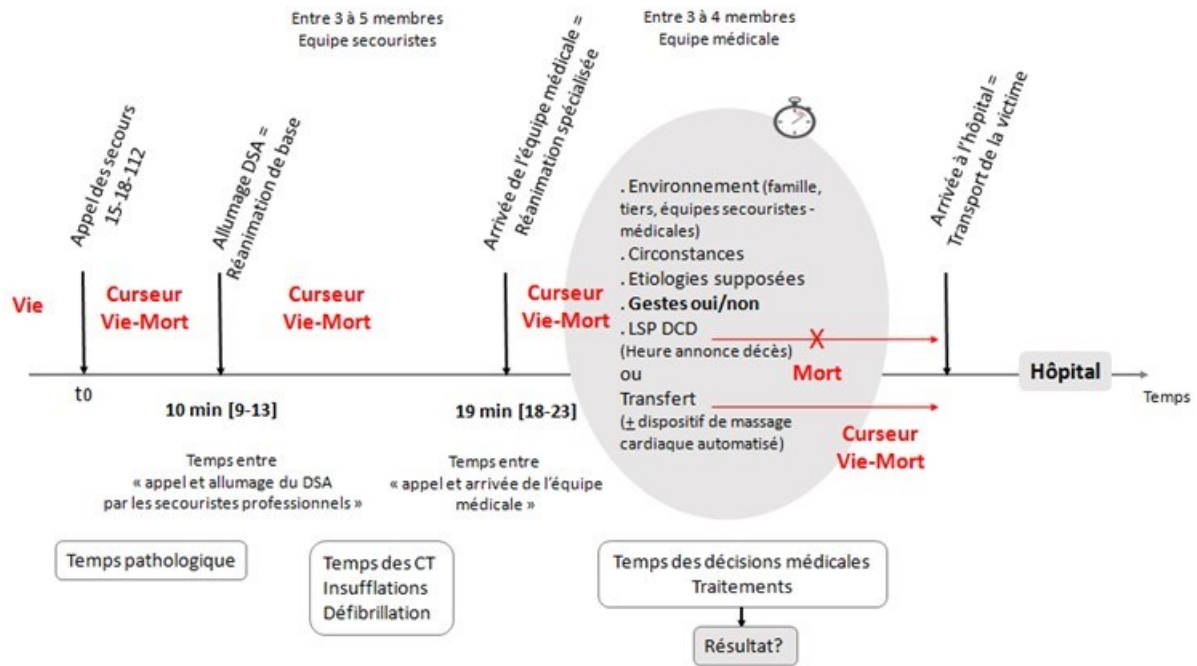 Entre 3 à 5 membres
Equipe secouristes
Entre 3 à 4 membres
Equipe médicale
Appel des secours
15-18-112
Allumage DSA =
Réanimation de base
Arrivée de l'équipe médicale =
Réanimation spécialisée
Arrivée à l'hôpital =
Transport de la victime
. Environnement (famille,
tiers, équipes secouristes -
médicales)
. Circonstances
. Etiologies supposées
. Gestes oui/non
. LSP DCD
(Heure annonce décès)
ou
Transfert
(± dispositif de massage
cardiaque automatisé)
Vie
Curseur
Vie-Mort
Curseur
Vie-Mort
Curseur
Vie-Mort
X
Mort
Curseur
Vie-Mort
Hôpital
Temps
t0
10 min [9-13]
19 min [18-23]
Temps entre
« appel et allumage du DSA
par les secouristes professionnels »
Temps entre
« appel et arrivée de l'équipe
médicale »
Temps pathologique
Temps des CT
Insufflations
Défibrillation
Temps des décisions médicales
Traitements
Résultat?